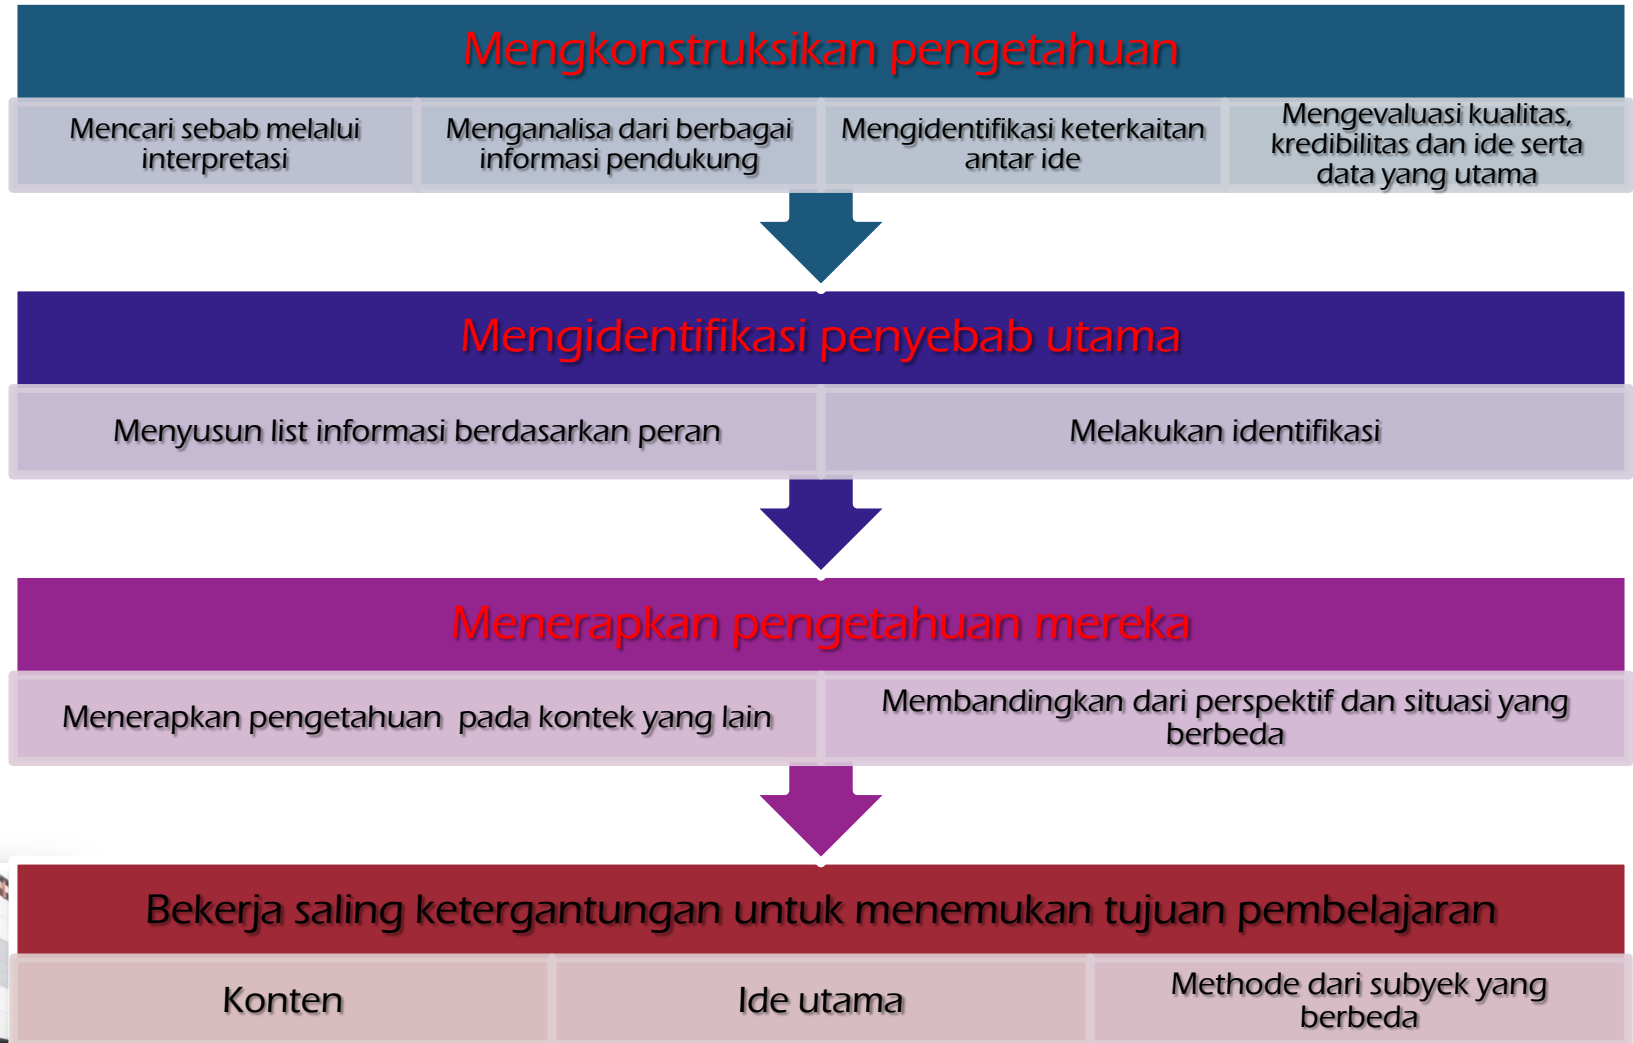 Mengkonstruksikan pengetahuan
Mencari sebab melalui
interpretasi
Menganalisa dari berbagai
informasi pendukung
Mengidentifikasi keterkaitan
antar ide
Mengevaluasi kualitas,
kredibilitas dan ide serta
data yang utama
Mengidentifikasi penyebab utama
Menyusun list informasi berdasarkan peran
Melakukan identifikasi
Menerapkan pengetahuan mereka
Menerapkan pengetahuan pada kontek yang lain
Membandingkan dari perspektif dan situasi yang
berbeda
Bekerja saling ketergantungan untuk menemukan tujuan pembelajaran
Konten
Ide utama
Methode dari subyek yang
berbeda